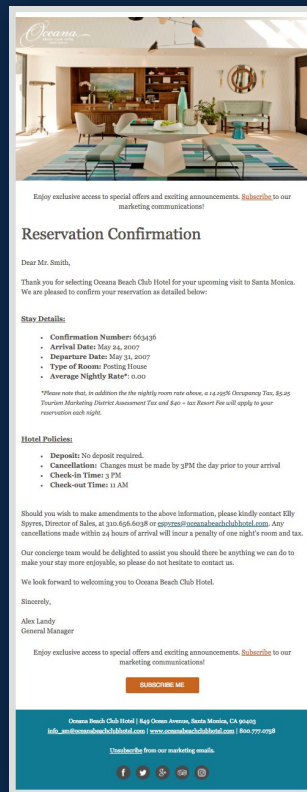 Oceana
Enjoy exclusive access to special offers and exciting announcements. Subscribe to our
marketing communications!
Reservation Confirmation
Dear Mr. Smith,
Thank you for selecting Oceana Beach Club Hotel for your upcoming visit to Santa Monica.
We are pleased to confirm your reservation as detailed below:
Stay Details:
• Confirmation Number: 663436
• Arrival Date: May 24, 2007
• Departure Date: May 31, 2007
• Type of Room: Posting House
• Average Nightly Rate*: 0.00
*Please note that, in addition the the nightly room rate above, a 14.195% Occupancy Tax, $5.25
Tourism Marketing District Assessment Tax and $40 + tax Resort Fee will apply to your
reservation each night.
Hotel Policies:
• Deposit: No deposit required.
• Cancellation: Changes must be made by 3PM the day prior to your arrival
• Check-in Time: 3 PM
• Check-out Time: 11 AM
Should you wish to make amendments to the above information, please kindly contact Elly
Spyres, Director of Sales, at 310.656.6038 or espyres@oceanabeachclubhotel.com. Any
cancellations made within 24 hours of arrival will incur a penalty of one night's room and tax.
Our concierge team would be delighted to assist you should there be anything we can do to
make your stay more enjoyable, so please do not hesitate to contact us.
We look forward to welcoming you to Oceana Beach Club Hotel.
Sincerely,
Alex Landy
General Manager
Enjoy exclusive access to special offers and exciting announcements. Subscribe to our
marketing communications!
SUBSCRIBE ME
Oceana Beach Club Hotel | 849 Ocean Avenue, Santa Monica, CA 90403
info_sm@oceanabeachclubhotel.com | www.oceanabeachclubhotel.com | 800.777.0758
Unsubscribe from our marketing emails.